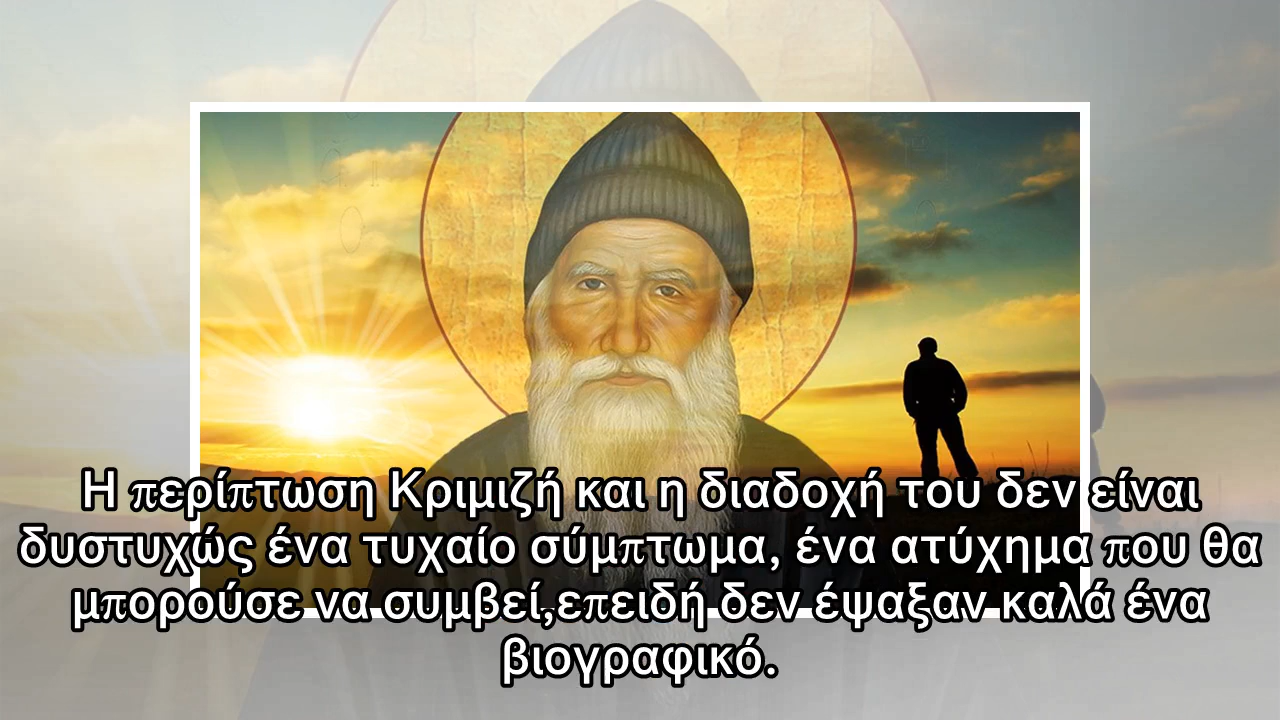 Η περίπτωση Κριμιζή και η διαδοχή του δεν είναι
δυστυχώς ένα τυχαίο σύμπτωμα, ένα ατύχημα που θα
μπορούσε να συμβεί,επειδή δεν έψαξαν καλά ένα
βιογραφικό.